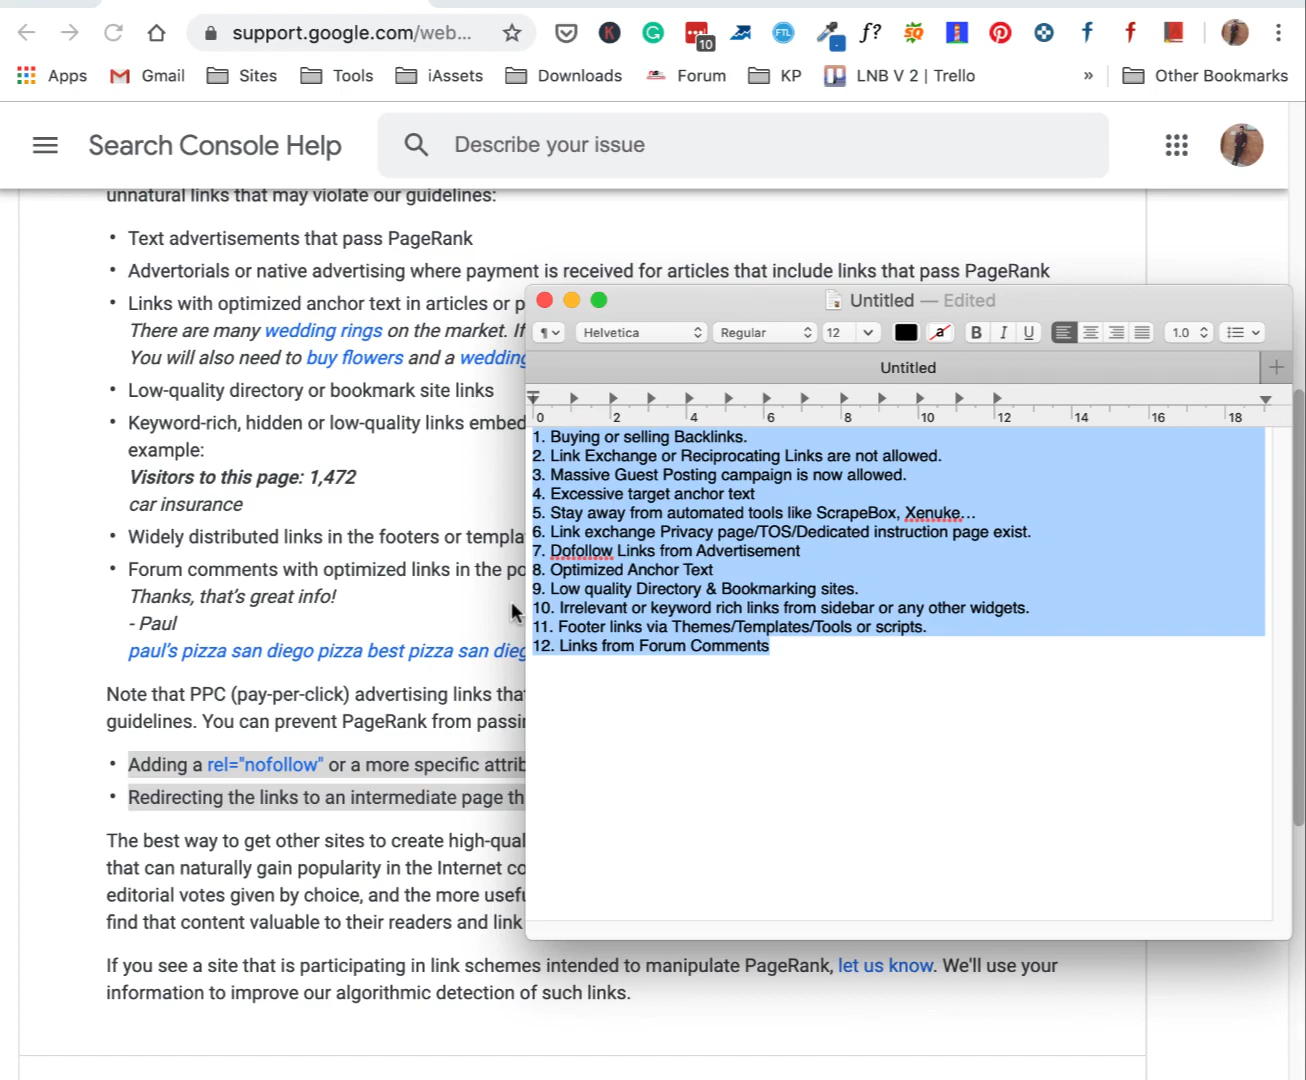 support.google.com/web...
10
FTL
f?
Apps
Gmail
Sites
Tools
iAssets
Downloads
Forum
KP
LNB V 2 | Trello
»
Other Bookmarks
Search Console Help
Describe your issue
unnatural links that may violate our guidelines:
• Text advertisements that pass PageRank
• Advertorials or native advertising where payment is received for articles that include links that pass PageRank
• Links with optimized anchor text in articles or p
There are many wedding rings on the market. If
You will also need to buy flowers and a wedding
• Low-quality directory or bookmark site links
• Keyword-rich, hidden or low-quality links embed
example:
Visitors to this page: 1,472
car insurance
• Widely distributed links in the footers or templa
• Forum comments with optimized links in the po
Thanks, that's great info!
- Paul
paul's pizza san diego pizza best pizza san dieg
Note that PPC (pay-per-click) advertising links that
guidelines. You can prevent PageRank from passin
• Adding a rel="nofollow" or a more specific attrib
• Redirecting the links to an intermediate page th
The best way to get other sites to create high-qual
that can naturally gain popularity in the Internet co
editorial votes given by choice, and the more usefu
find that content valuable to their readers and link
If you see a site that is participating in link schemes intended to manipulate PageRank, let us know. We'll use your
information to improve our algorithmic detection of such links.
Untitled — Edited
¶ Helvetica Regular 12 a B I U 1.0
Untitled
0 2 4 6 8 10 12 14 16 18
1. Buying or selling Backlinks.
2. Link Exchange or Reciprocating Links are not allowed.
3. Massive Guest Posting campaign is now allowed.
4. Excessive target anchor text
5. Stay away from automated tools like ScrapeBox, Xenuke…
6. Link exchange Privacy page/TOS/Dedicated instruction page exist.
7. Dofollow Links from Advertisement
8. Optimized Anchor Text
9. Low quality Directory & Bookmarking sites.
10. Irrelevant or keyword rich links from sidebar or any other widgets.
11. Footer links via Themes/Templates/Tools or scripts.
12. Links from Forum Comments